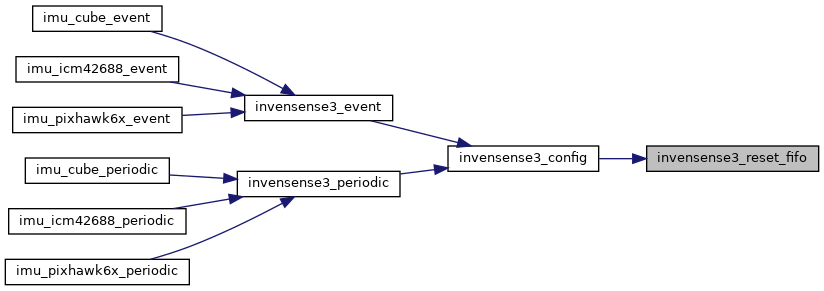 imu_cube_event
imu_icm42688_event
imu_pixhawk6x_event
invensense3_event
invensense3_config
invensense3_reset_fifo
imu_cube_periodic
invensense3_periodic
imu_icm42688_periodic
imu_pixhawk6x_periodic